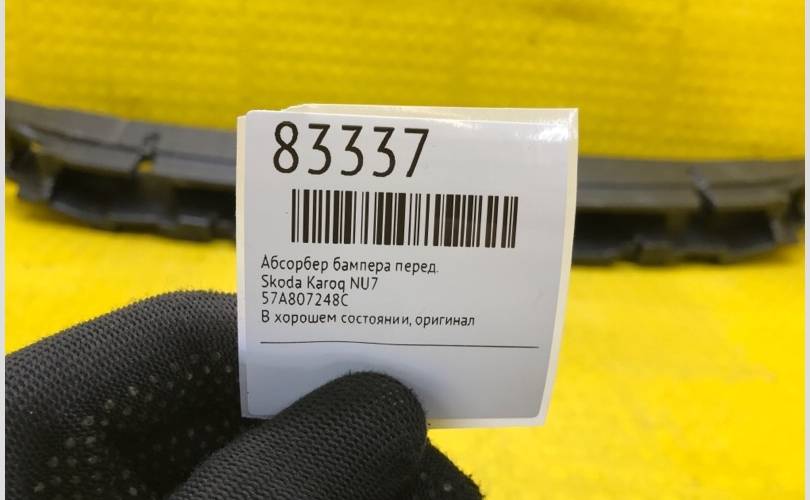 83337
Абсорбер бампера перед.
Skoda Karoq NU7
57A807248C
В хорошем состоянии, оригинал